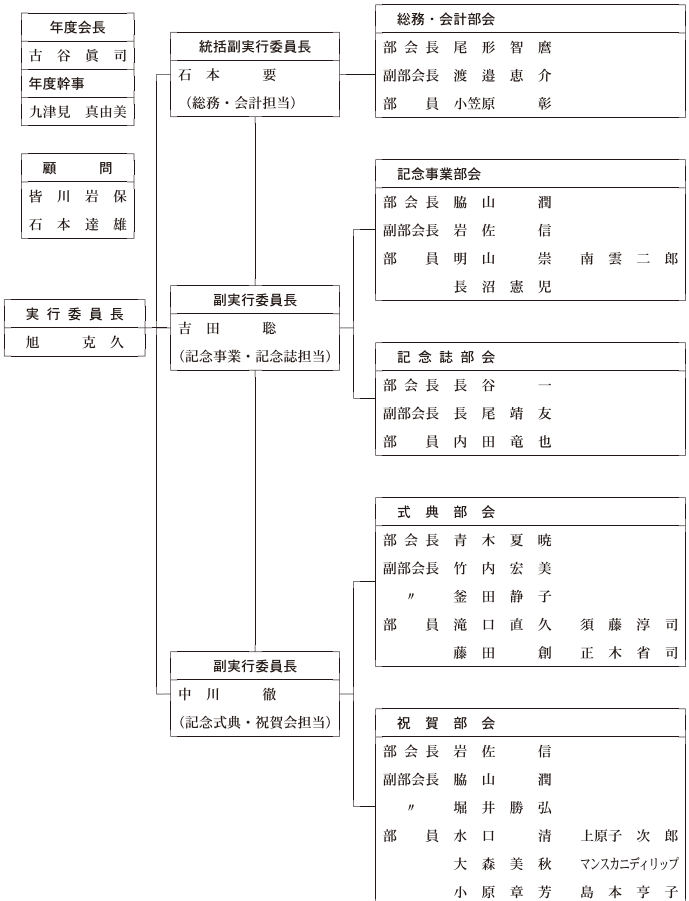 年度会長
古谷眞司
年度幹事
九津見　真由美
顧　問
皆川岩保
石本達雄
実行委員長
旭　克久
統括副実行委員長
石本　要
（総務・会計担当）
副実行委員長
吉田　聡
（記念事業・記念誌担当）
副実行委員長
中川　徹
（記念式典・祝賀会担当）
総務・会計部会
部会長　尾形智麿
副部会長　渡邉恵介
部　員　小笠原　彰
記念事業部会
部会長　脇山　潤
副部会長　岩佐　信
部　員　明山　崇　南雲二郎
長沼憲児
記念誌部会
部会長　長谷　一
副部会長　長尾靖友
部　員　内田竜也
式典部会
部会長　青木夏暁
副部会長　竹内宏美
〃　釜田静子
部　員　滝口直久　須藤淳司
藤田　創　正木省司
祝賀部会
部会長　岩佐　信
副部会長　脇山　潤
〃　堀井勝弘
部　員　水口　清　上原子次郎
大森美秋　マンスカニディリップ
小原章芳　島本亨子